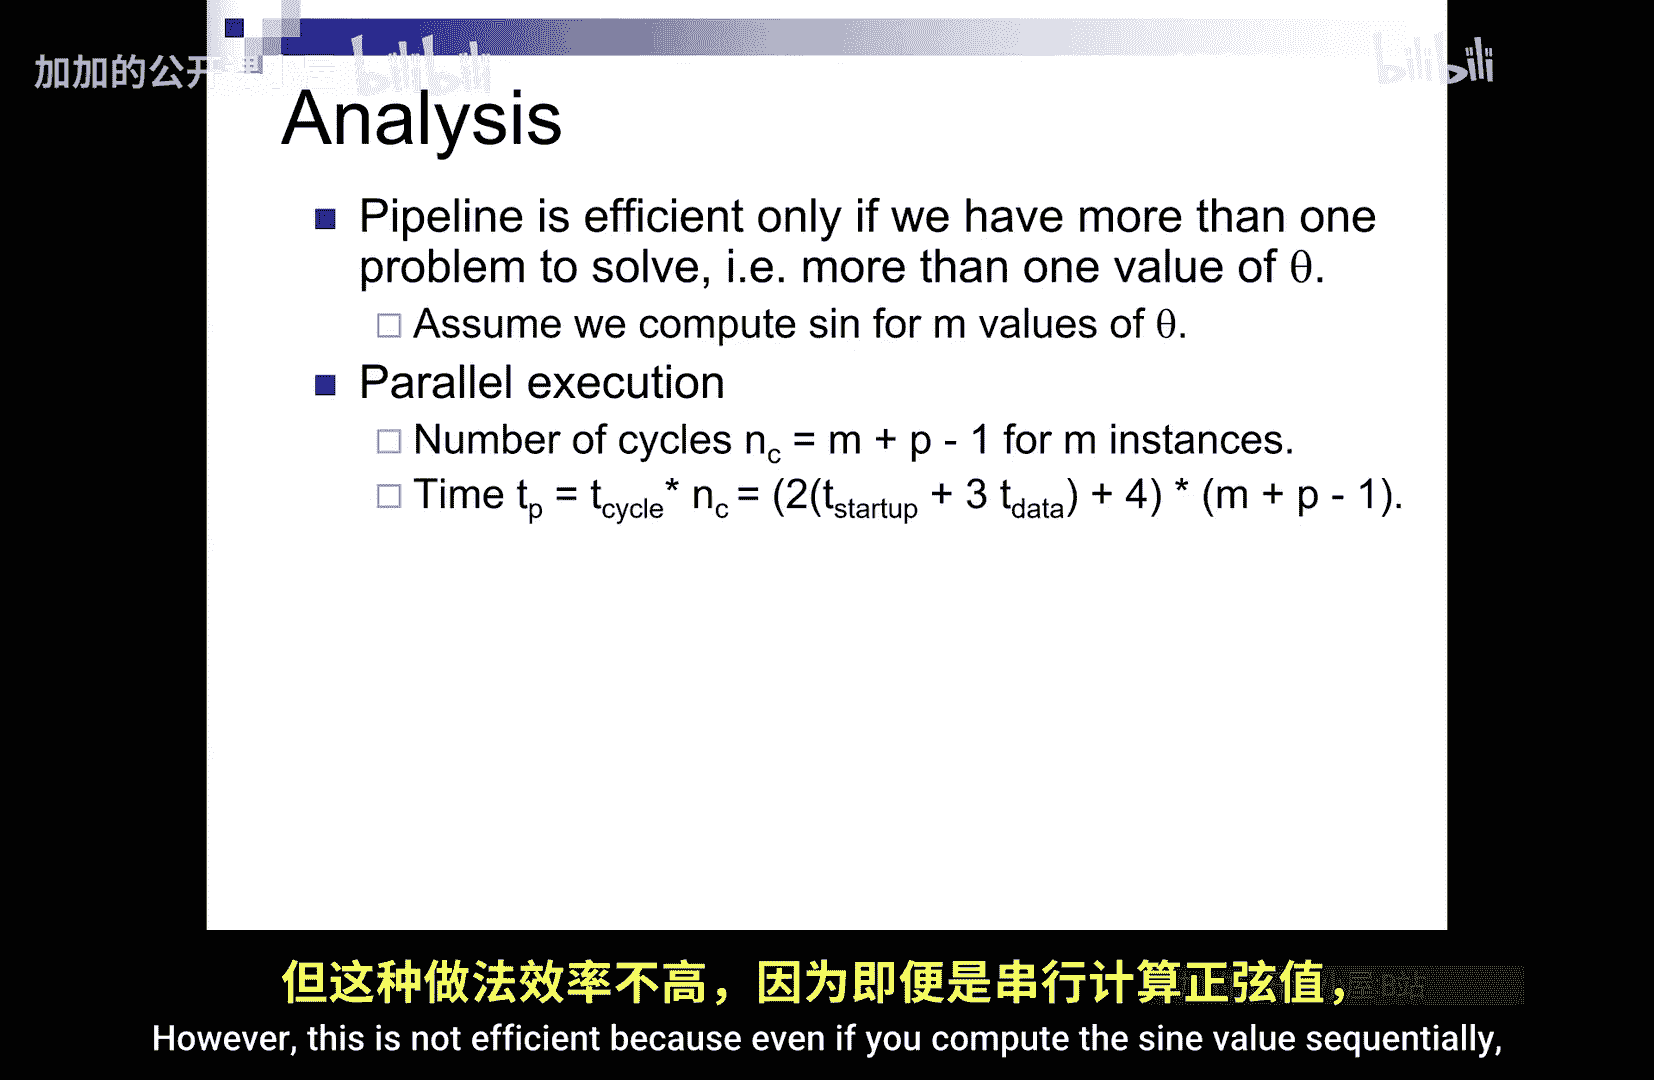 加加的公开
bilibili
bilibili
Analysis
Pipeline is efficient only if we have more than one
problem to solve, i.e. more than one value of θ.
Assume we compute sin for m values of θ.
Parallel execution
Number of cycles nc = m + p - 1 for m instances.
Time tp = tcycle* nc = (2(tstartup + 3 tdata) + 4) * (m + p - 1).
但这种做法效率不高，因为即便是串行计算正弦值，
However, this is not efficient because even if you compute the sine value sequentially,